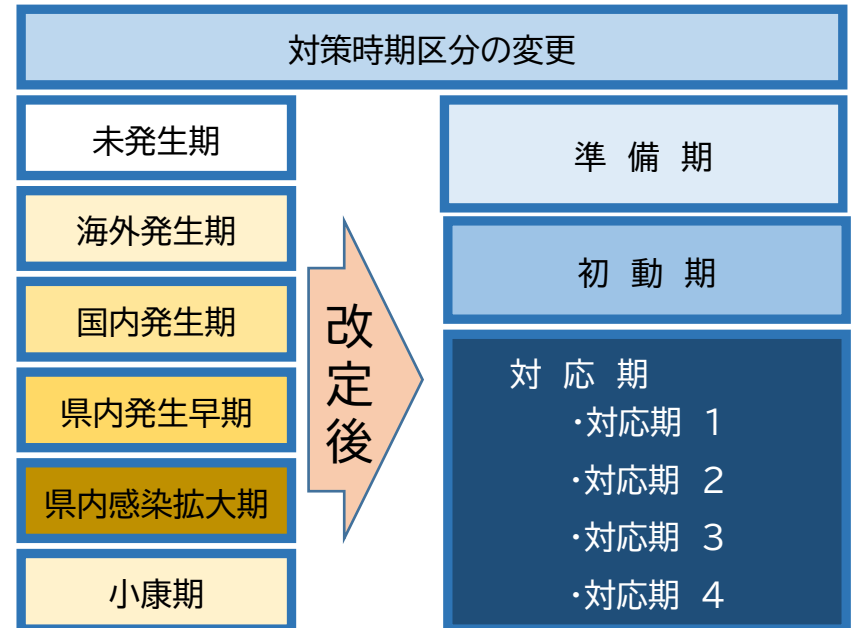 対策時期区分の変更
未発生期
海外発生期
国内発生期
県内発生早期
県内感染拡大期
小康期
改定後
準 備 期
初 動 期
対 応 期
・対応期 1
・対応期 2
・対応期 3
・対応期 4